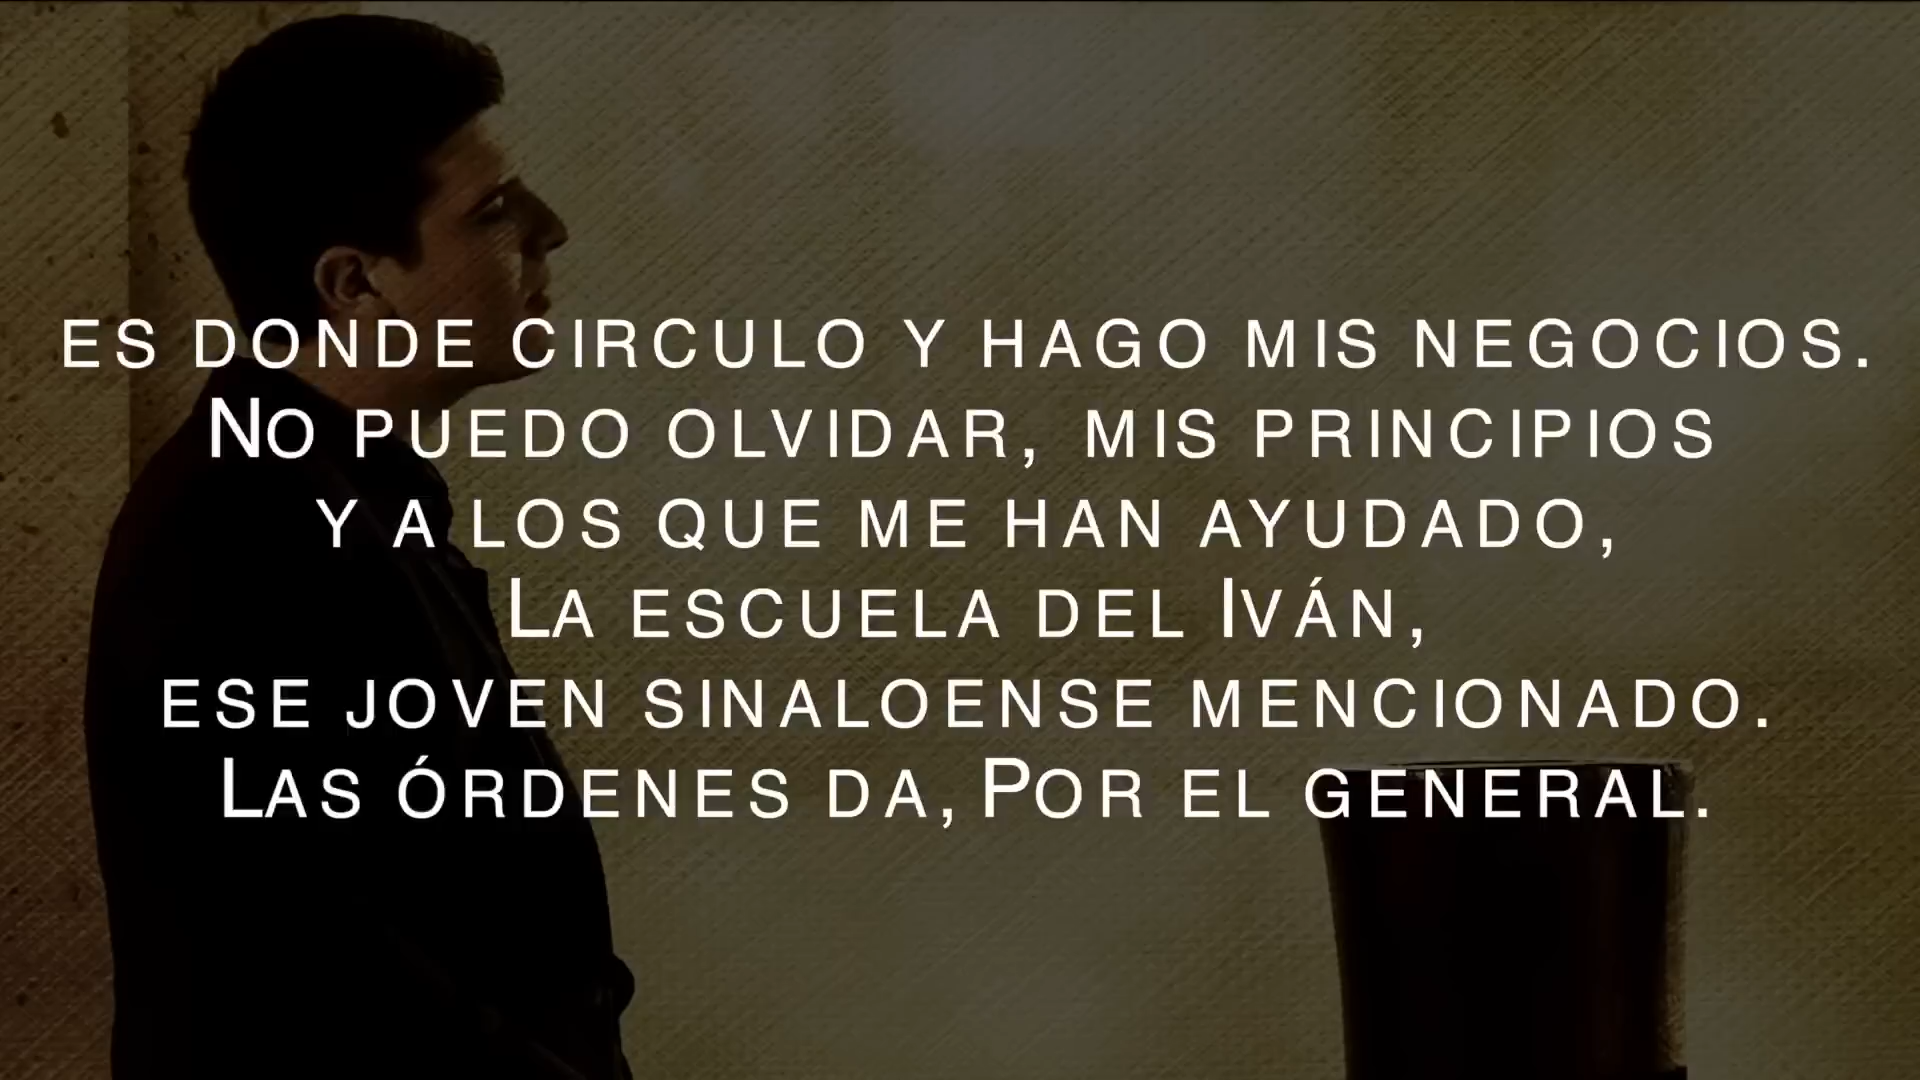 ES DONDE CIRCULO Y HAGO MIS NEGOCIOS.
NO PUEDO OLVIDAR, MIS PRINCIPIOS
Y A LOS QUE ME HAN AYUDADO,
LA ESCUELA DEL IVÁN,
ESE JOVEN SINALOENSE MENCIONADO.
LAS ÓRDENES DA, POR EL GENERAL.